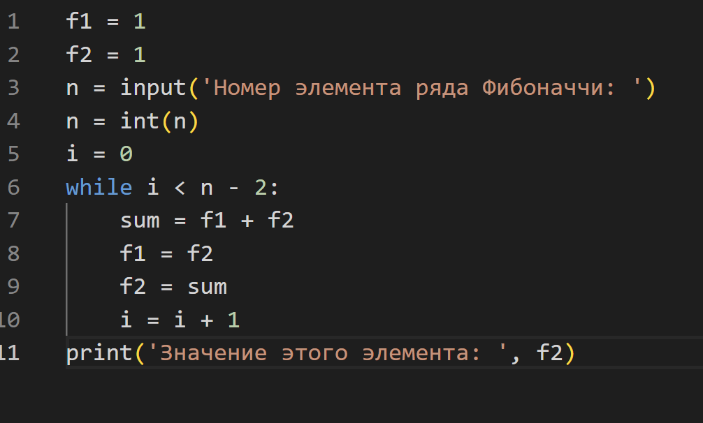 1 f1 = 1
2 f2 = 1
3 n = input('Номер элемента ряда Фибоначчи: ')
4 n = int(n)
5 i = 0
6 while i < n - 2:
7     sum = f1 + f2
8     f1 = f2
9     f2 = sum
10     i = i + 1
11 print('Значение этого элемента: ', f2)